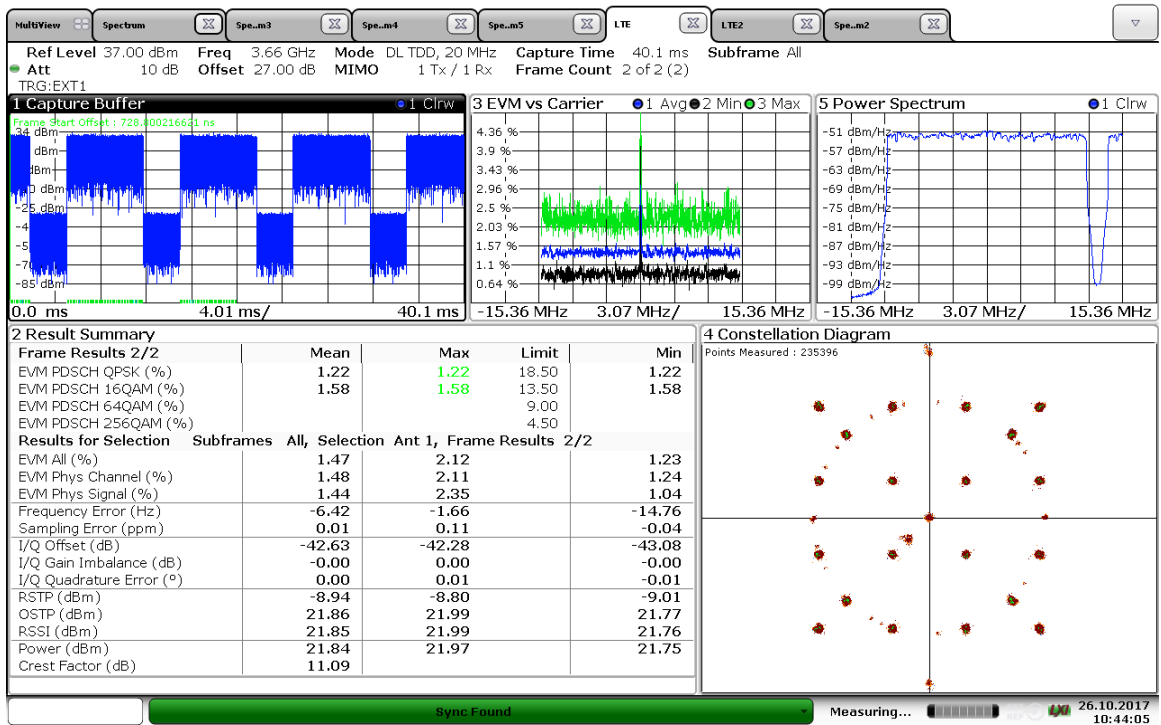 MultiView Spectrum Spe..m3 Spe..m4 Spe..m5 LTE LTE2 Spe..m2
Ref Level 37.00 dBm Freq 3.66 GHz Mode DL TDD, 20 MHz Capture Time 40.1 ms Subframe All
Att 10 dB Offset 27.00 dB MIMO 1 Tx / 1 Rx Frame Count 2 of 2 (2)
TRG:EXT1
1 Capture Buffer 1 Clrw
Frame Start Offset : 728.800216621 ns
34 dBm
dBm
dBm
dBm
-25 dBm
-85 dBm
0.0 ms 4.01 ms/ 40.1 ms
3 EVM vs Carrier 1 Avg 2 Min 3 Max
4.36 %
3.9 %
3.43 %
2.96 %
2.5 %
2.03 %
1.57 %
1.1 %
0.64 %
-15.36 MHz 3.07 MHz/ 15.36 MHz
5 Power Spectrum 1 Clrw
-51 dBm/Hz
-57 dBm/Hz
-63 dBm/Hz
-69 dBm/Hz
-75 dBm/Hz
-81 dBm/Hz
-87 dBm/Hz
-93 dBm/Hz
-99 dBm/Hz
-15.36 MHz 3.07 MHz/ 15.36 MHz
2 Result Summary
Frame Results 2/2 Mean Max Limit Min
EVM PDSCH QPSK (%) 1.22 1.22 18.50 1.22
EVM PDSCH 16QAM (%) 1.58 1.58 13.50 1.58
EVM PDSCH 64QAM (%) 9.00
EVM PDSCH 256QAM (%) 4.50
Results for Selection Subframes All, Selection Ant 1, Frame Results 2/2
EVM All (%) 1.47 2.12 1.23
EVM Phys Channel (%) 1.48 2.11 1.24
EVM Phys Signal (%) 1.44 2.35 1.04
Frequency Error (Hz) -6.42 -1.66 -14.76
Sampling Error (ppm) 0.01 0.11 -0.04
I/Q Offset (dB) -42.63 -42.28 -43.08
I/Q Gain Imbalance (dB) -0.00 0.00 -0.00
I/Q Quadrature Error (°) 0.00 0.01 -0.01
RSTP (dBm) -8.94 -8.80 -9.01
OSTP (dBm) 21.86 21.99 21.77
RSSI (dBm) 21.85 21.99 21.76
Power (dBm) 21.84 21.97 21.75
Crest Factor (dB) 11.09
4 Constellation Diagram
Points Measured : 235396
Sync Found
Measuring...
REF
LXI
26.10.2017
10:44:05